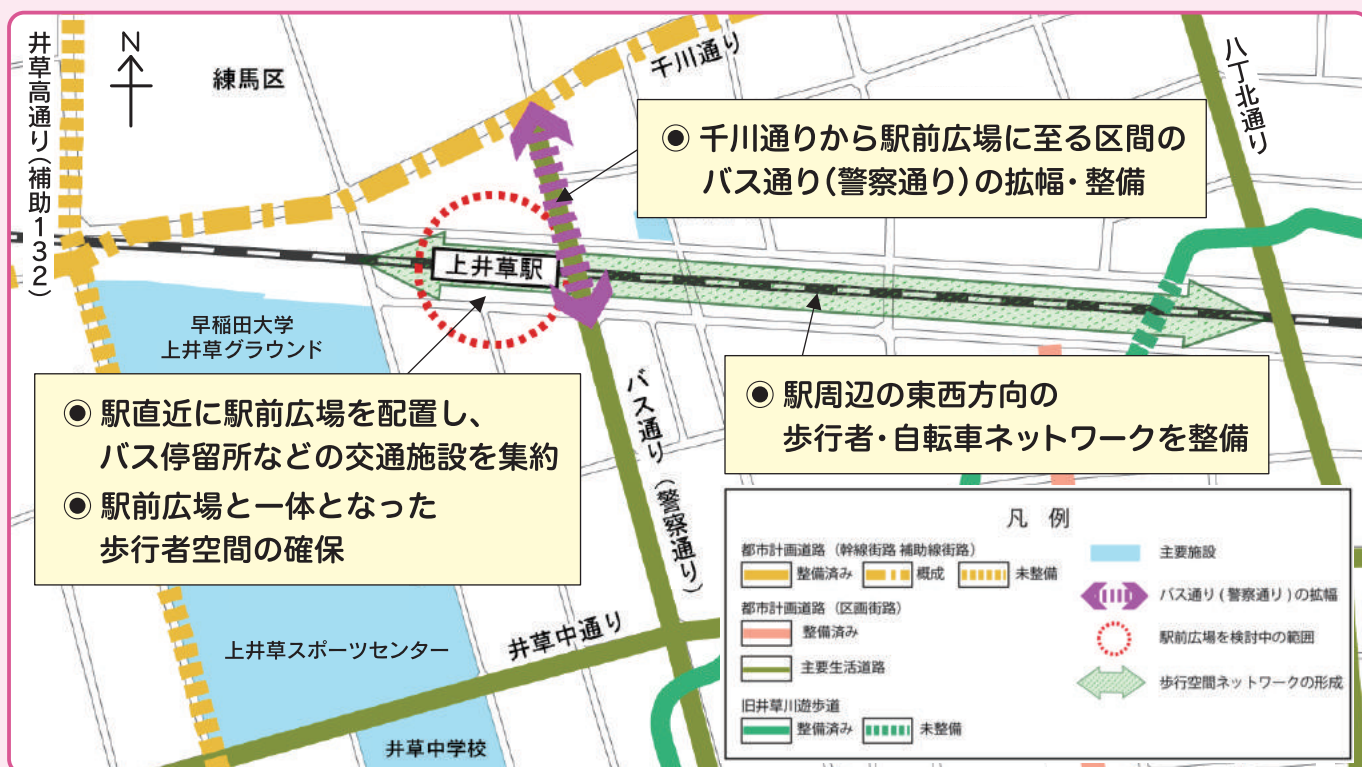 井草高通り(補助132)
N
練馬区
千川通り
八丁北通り
◉ 千川通りから駅前広場に至る区間の
バス通り(警察通り)の拡幅・整備
上井草駅
早稲田大学
上井草グラウンド
◉ 駅直近に駅前広場を配置し、
バス停留所などの交通施設を集約
◉ 駅前広場と一体となった
歩行者空間の確保
◉ 駅周辺の東西方向の
歩行者・自転車ネットワークを整備
バス通り(警察通り)
上井草スポーツセンター
井草中通り
井草中学校
凡 例
都市計画道路(幹線街路 補助線街路)
整備済み 概成 未整備
都市計画道路(区画街路)
整備済み
主要生活道路
旧井草川遊歩道
整備済み 未整備
主要施設
バス通り(警察通り)の拡幅
駅前広場を検討中の範囲
歩行空間ネットワークの形成